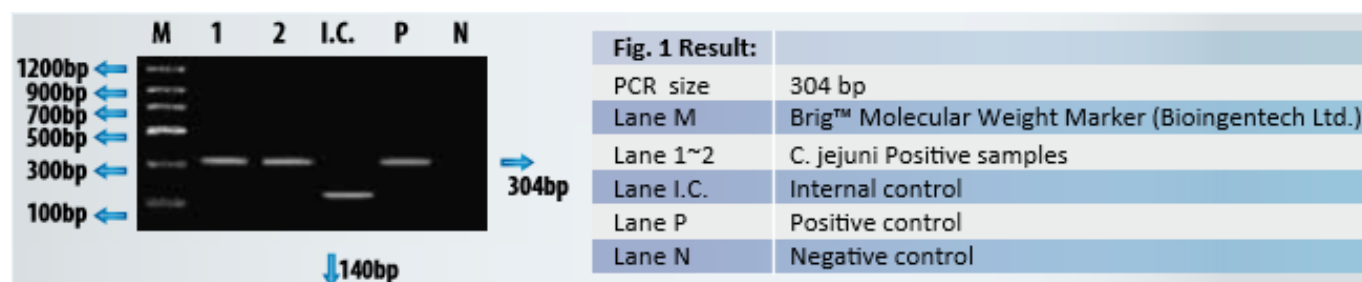 M 1 2 I.C. P N
1200bp
900bp
700bp
500bp
300bp
100bp
304bp
140bp
Fig. 1 Result:
PCR size 304 bp
Lane M Brig™ Molecular Weight Marker (Bioingentech Ltd.)
Lane 1~2 C. jejuni Positive samples
Lane I.C. Internal control
Lane P Positive control
Lane N Negative control